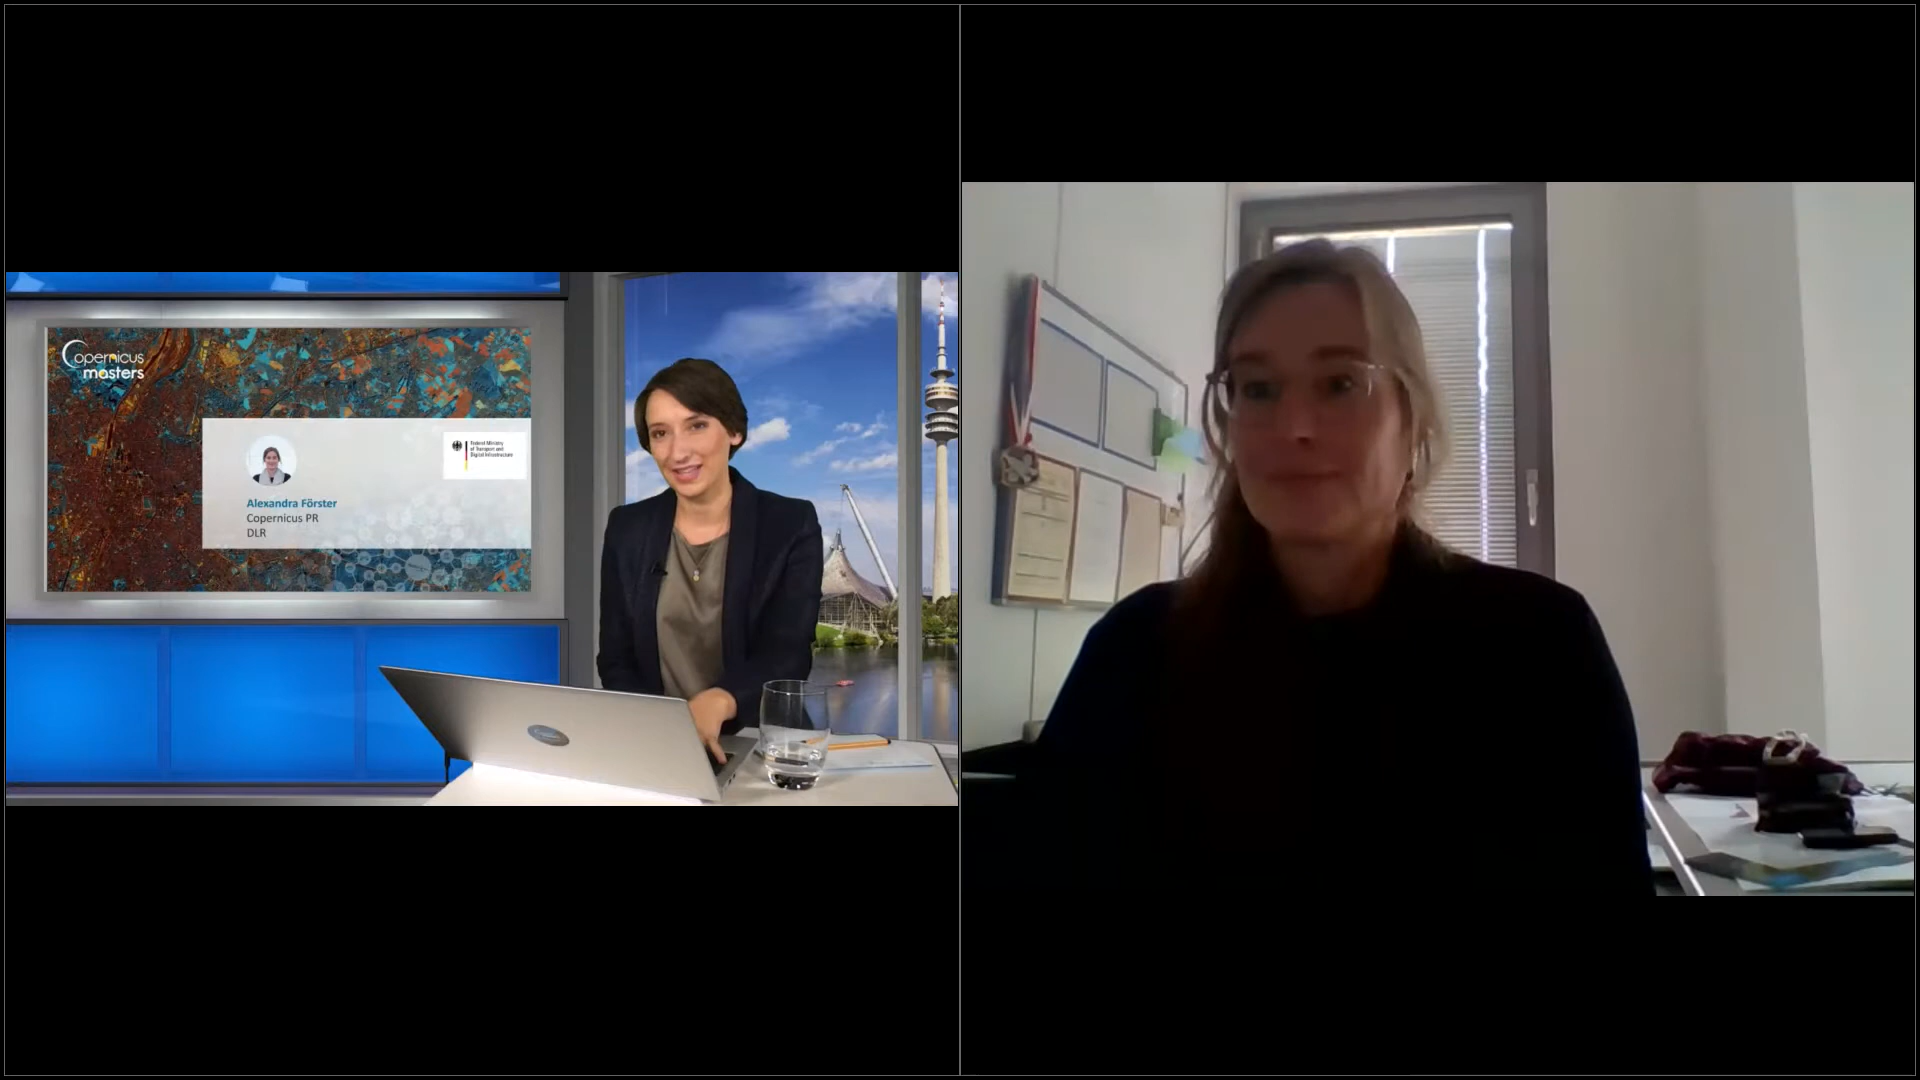 Copernicus
masters
Federal Ministry
of Transport and
Digital Infrastructure
Alexandra Förster
Copernicus PR
DLR